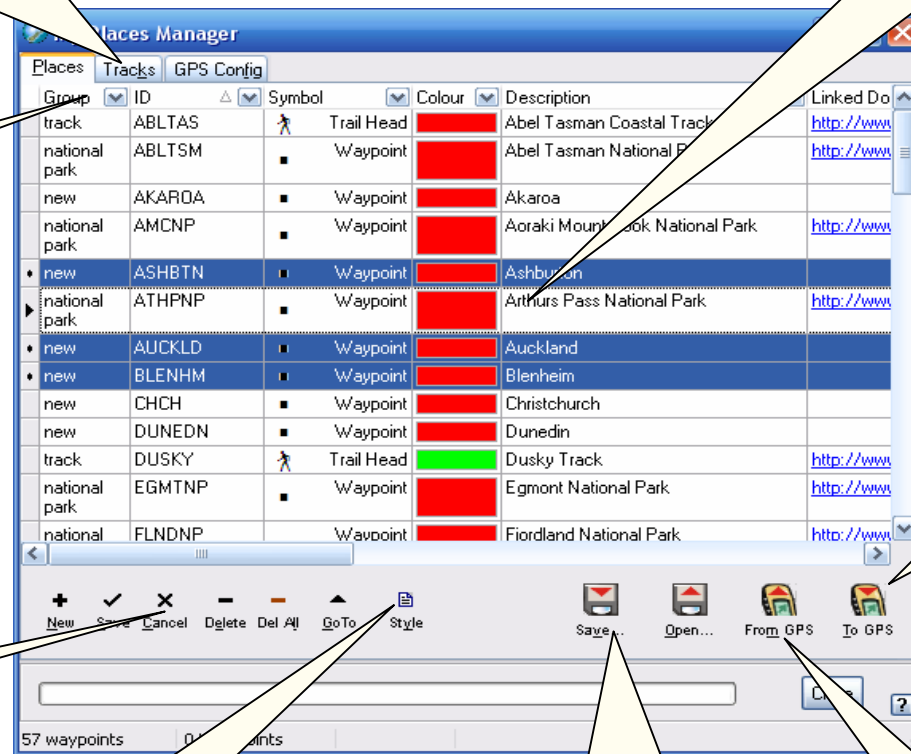 Places Manager
Places Tracks GPS Config
Group ID Symbol Colour Description Linked Do
track ABLTAS Trail Head Abel Tasman Coastal Track http://www
national park ABLTSM Waypoint Abel Tasman National http://www
new AKAROA Waypoint Akaroa
national park AMCNP Waypoint Aoraki Mount Cook National Park http://www
new ASHBTN Waypoint Ashburton
national park ATHPNP Waypoint Arthurs Pass National Park http://www
new AUCKLD Waypoint Auckland
new BLENHM Waypoint Blenheim
new CHCH Waypoint Christchurch
new DUNEDN Waypoint Dunedin
track DUSKY Trail Head Dusky Track http://www
national park EGMTNP Waypoint Egmont National Park http://www
national FLNDNP Waypoint Fiordland National Park http://www
New Save Cancel Delete Del All GoTo Style Save... Open... From GPS To GPS
Close ?
57 waypoints 0